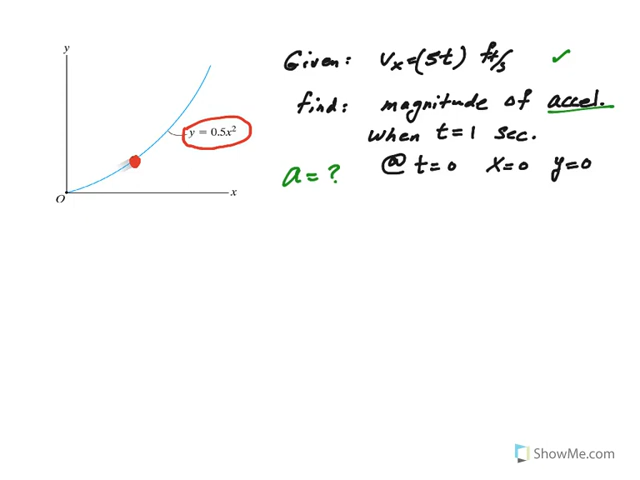 y
y = 0.5x²
O
x
Given: Vx=(5t) ft/s ✓
find: magnitude of accel.
when t=1 sec.
a=? @t=0 x=0 y=0
ShowMe.com